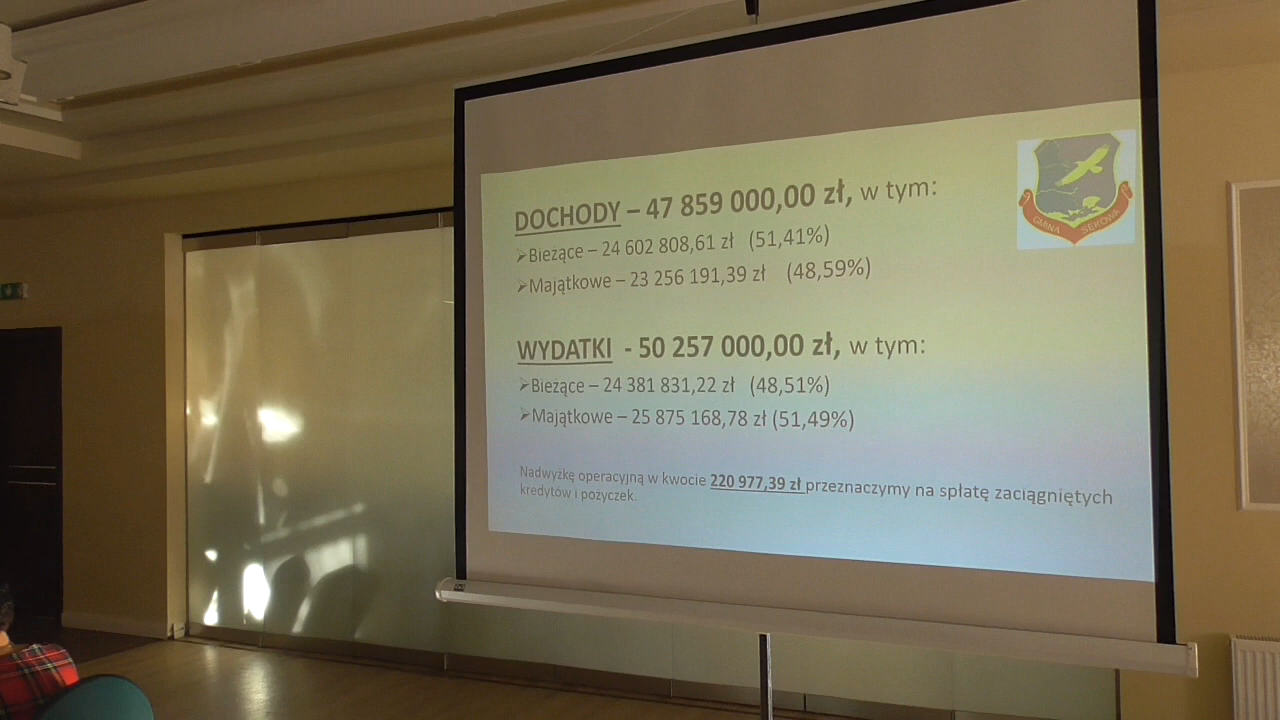 DOCHODY – 47 859 000,00 zł, w tym:
➢Bieżące – 24 602 808,61 zł (51,41%)
➢Majątkowe – 23 256 191,39 zł (48,59%)
WYDATKI - 50 257 000,00 zł, w tym:
➢Bieżące – 24 381 831,22 zł (48,51%)
➢Majątkowe – 25 875 168,78 zł (51,49%)
Nadwyżkę operacyjną w kwocie 220 977,39 zł przeznaczymy na spłatę zaciągniętych
kredytów i pożyczek.
GMINA SĘKOWA